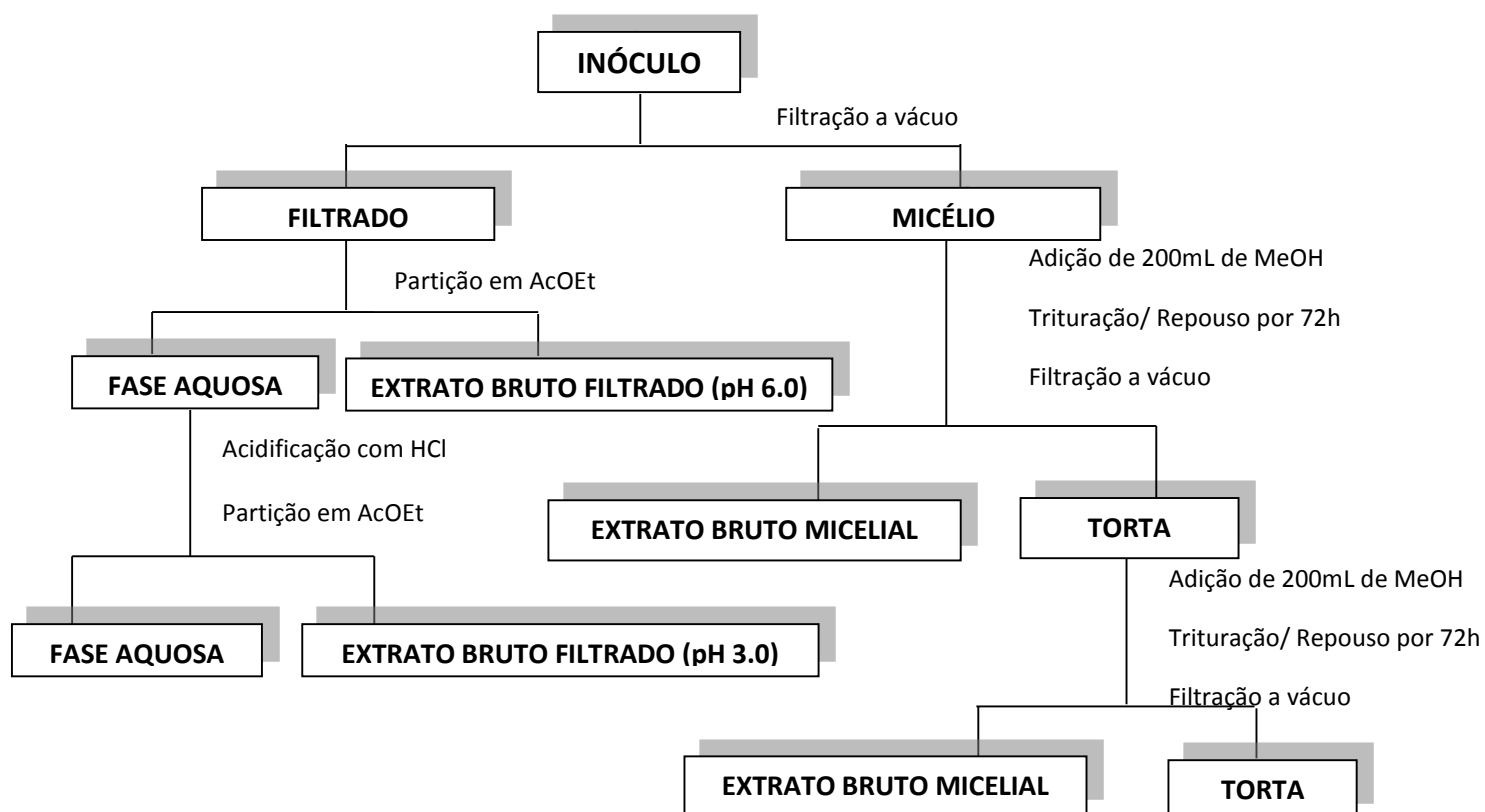 INÓCULO
Filtração a vácuo
FILTRADO
MICÉLIO
Partição em AcOEt
Adição de 200mL de MeOH
Trituração/ Repouso por 72h
Filtração a vácuo
FASE AQUOSA
EXTRATO BRUTO FILTRADO (pH 6.0)
Acidificação com HCl
Partição em AcOEt
EXTRATO BRUTO MICELIAL
TORTA
FASE AQUOSA
EXTRATO BRUTO FILTRADO (pH 3.0)
Adição de 200mL de MeOH
Trituração/ Repouso por 72h
Filtração a vácuo
EXTRATO BRUTO MICELIAL
TORTA